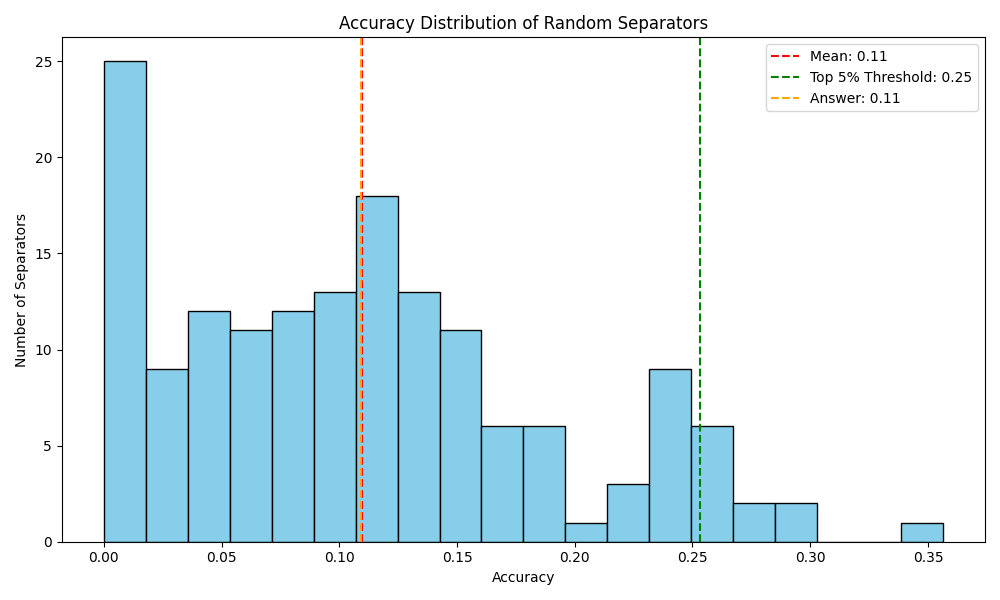 Accuracy Distribution of Random Separators
Mean: 0.11
Top 5% Threshold: 0.25
Answer: 0.11
Number of Separators
25
20
15
10
5
0
0.00 0.05 0.10 0.15 0.20 0.25 0.30 0.35
Accuracy